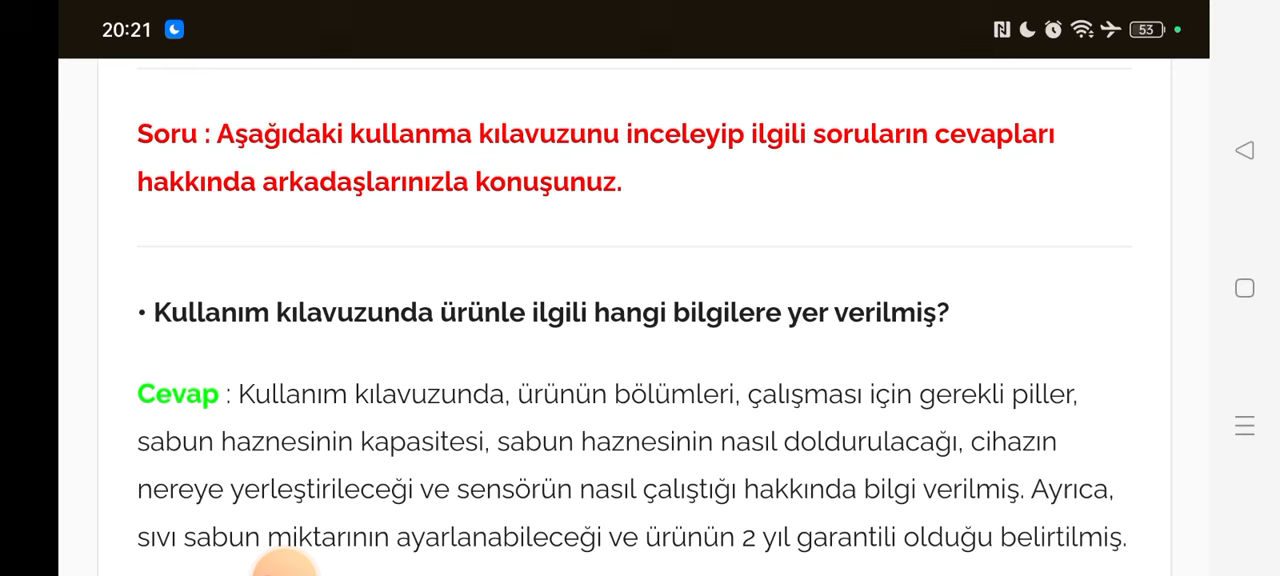 20:21
53
Soru : Aşağıdaki kullanma kılavuzunu inceleyip ilgili soruların cevapları
hakkında arkadaşlarınızla konuşunuz.
• Kullanım kılavuzunda ürünle ilgili hangi bilgilere yer verilmiş?
Cevap : Kullanım kılavuzunda, ürünün bölümleri, çalışması için gerekli piller,
sabun haznesinin kapasitesi, sabun haznesinin nasıl doldurulacağı, cihazın
nereye yerleştirileceği ve sensörün nasıl çalıştığı hakkında bilgi verilmiş. Ayrıca,
sıvı sabun miktarının ayarlanabileceği ve ürünün 2 yıl garantili olduğu belirtilmiş.